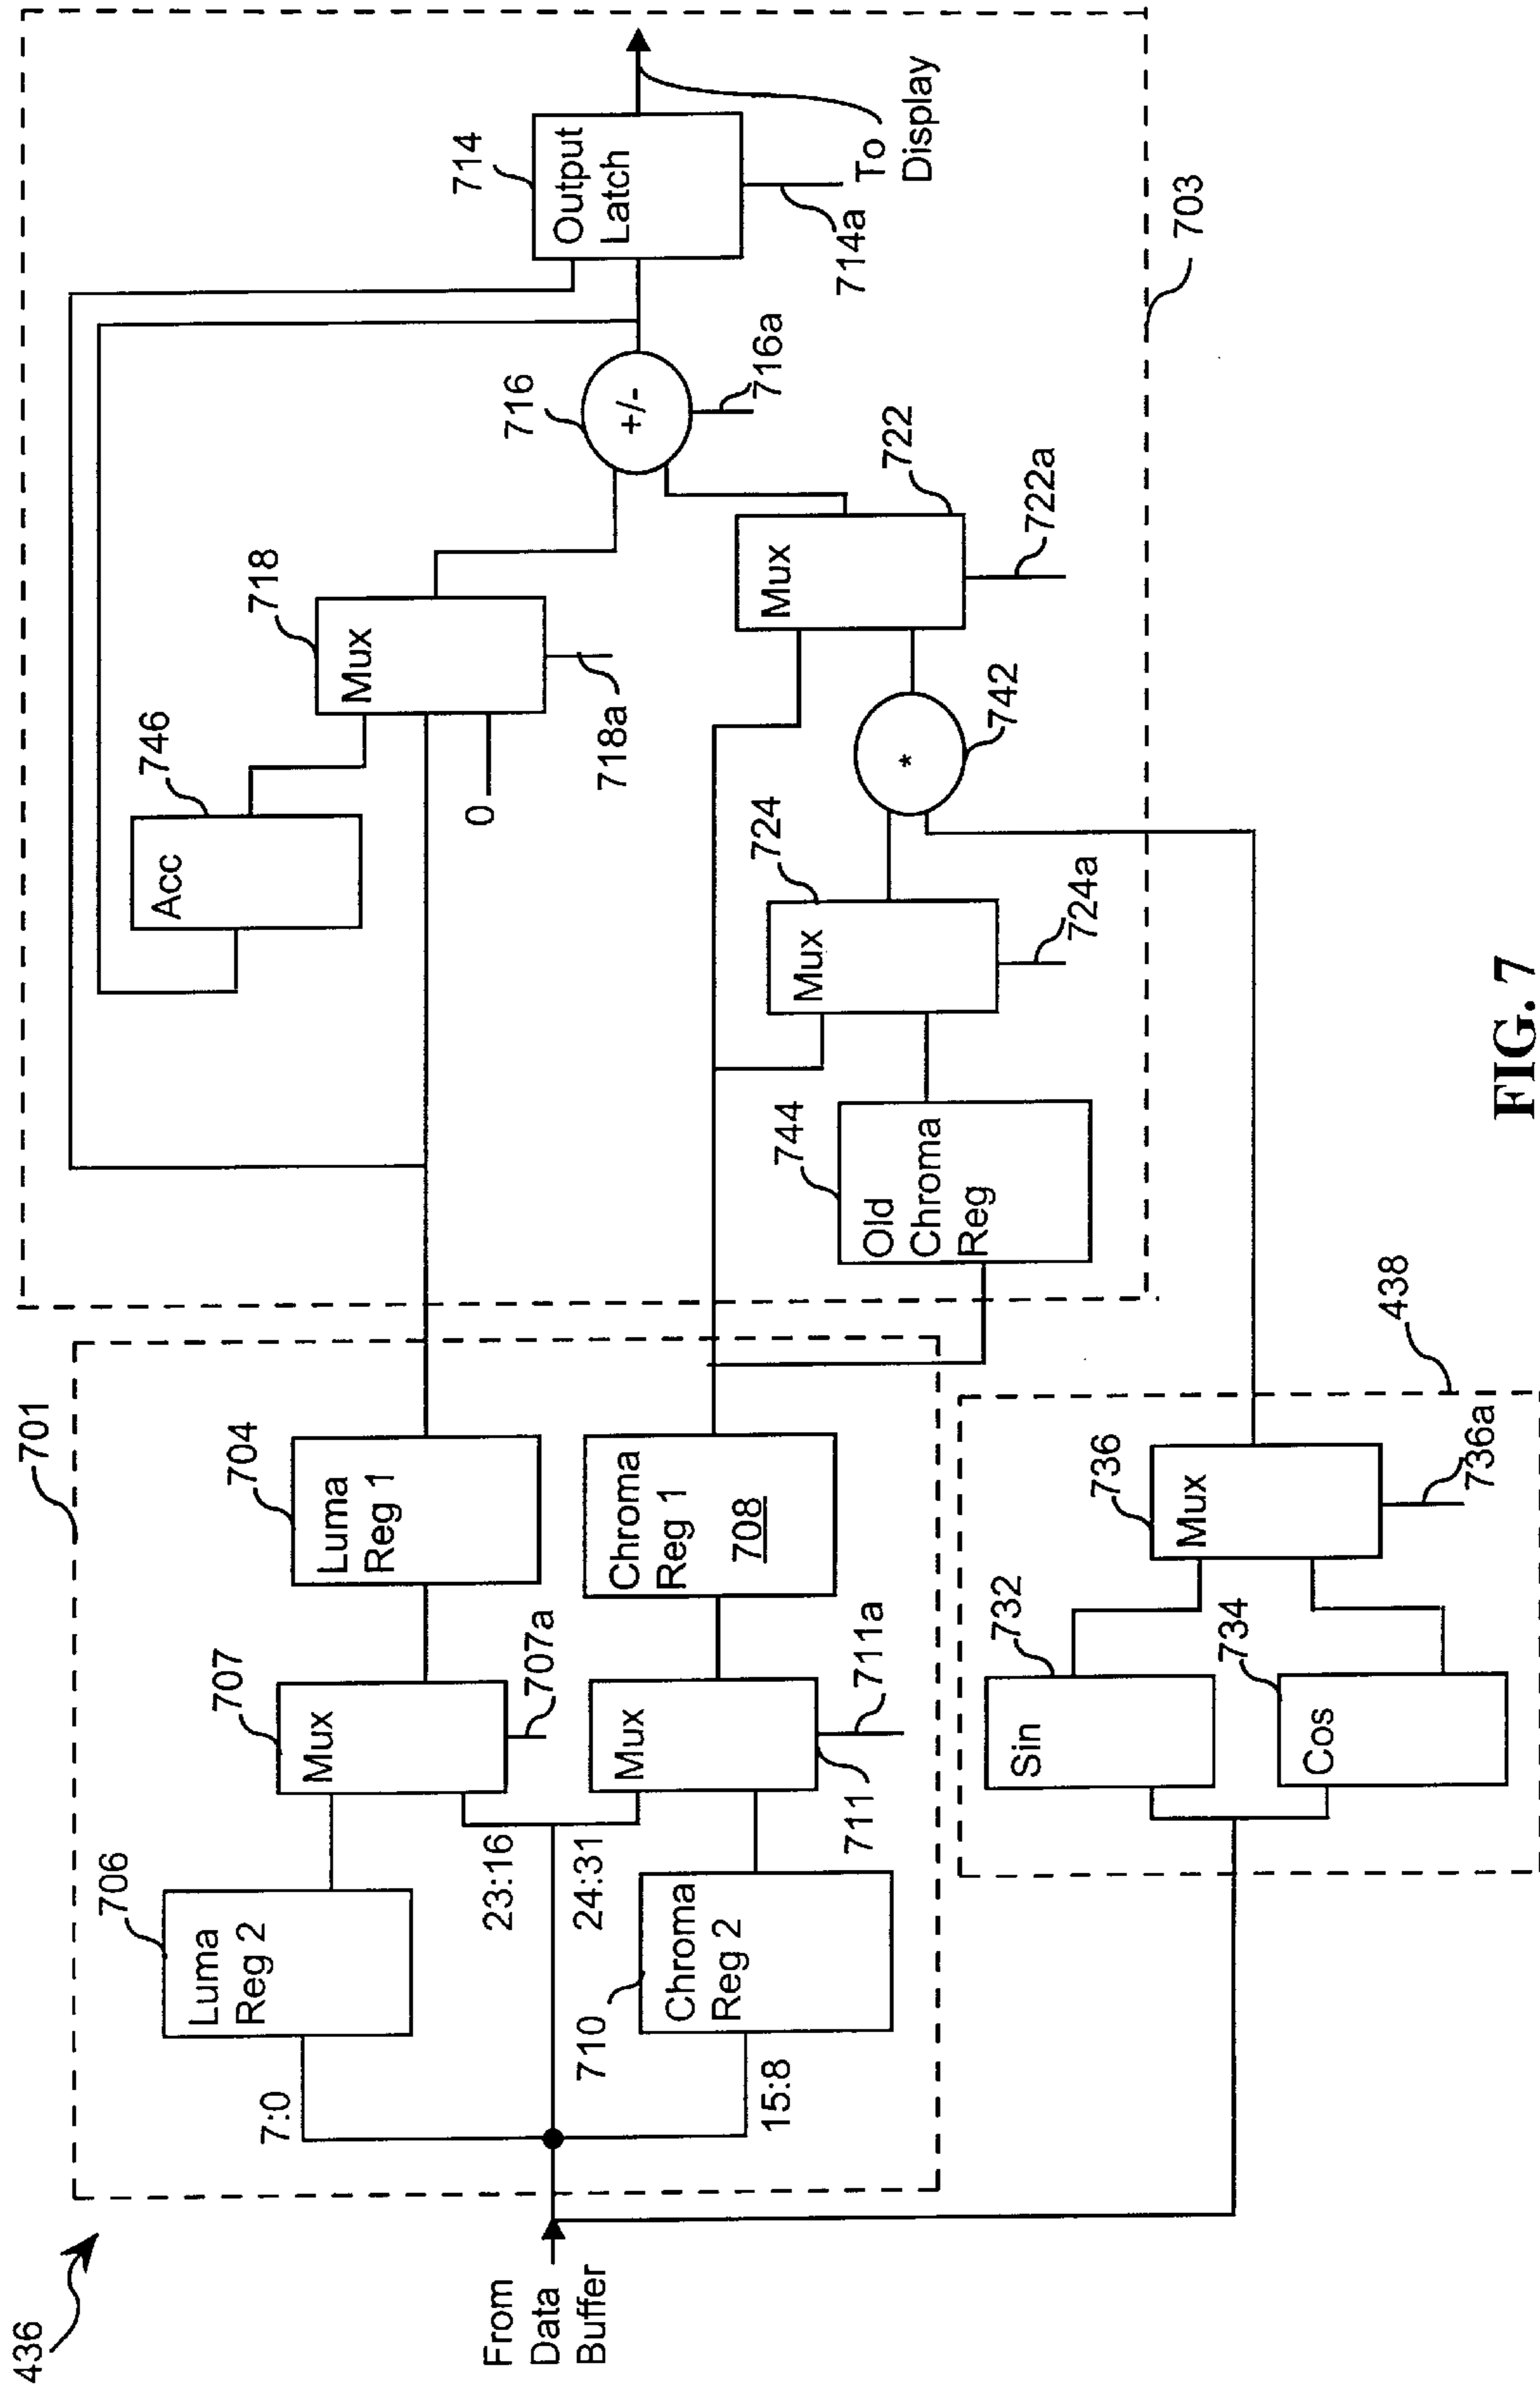 436
From
Data
Buffer
701
7:0
15:8
706
Luma
Reg 2
710
Chroma
Reg 2
23:16
24:31
707
Mux
707a
Mux
711
711a
704
Luma
Reg 1
Chroma
Reg 1
708
732
Sin
734
Cos
736
Mux
736a
438
744
Old
Chroma
Reg
724
Mux
724a
*
742
746
Acc
0
718
Mux
718a
Mux
722
722a
716
+/-
716a
714
Output
Latch
714a
To
Display
703
FIG. 7